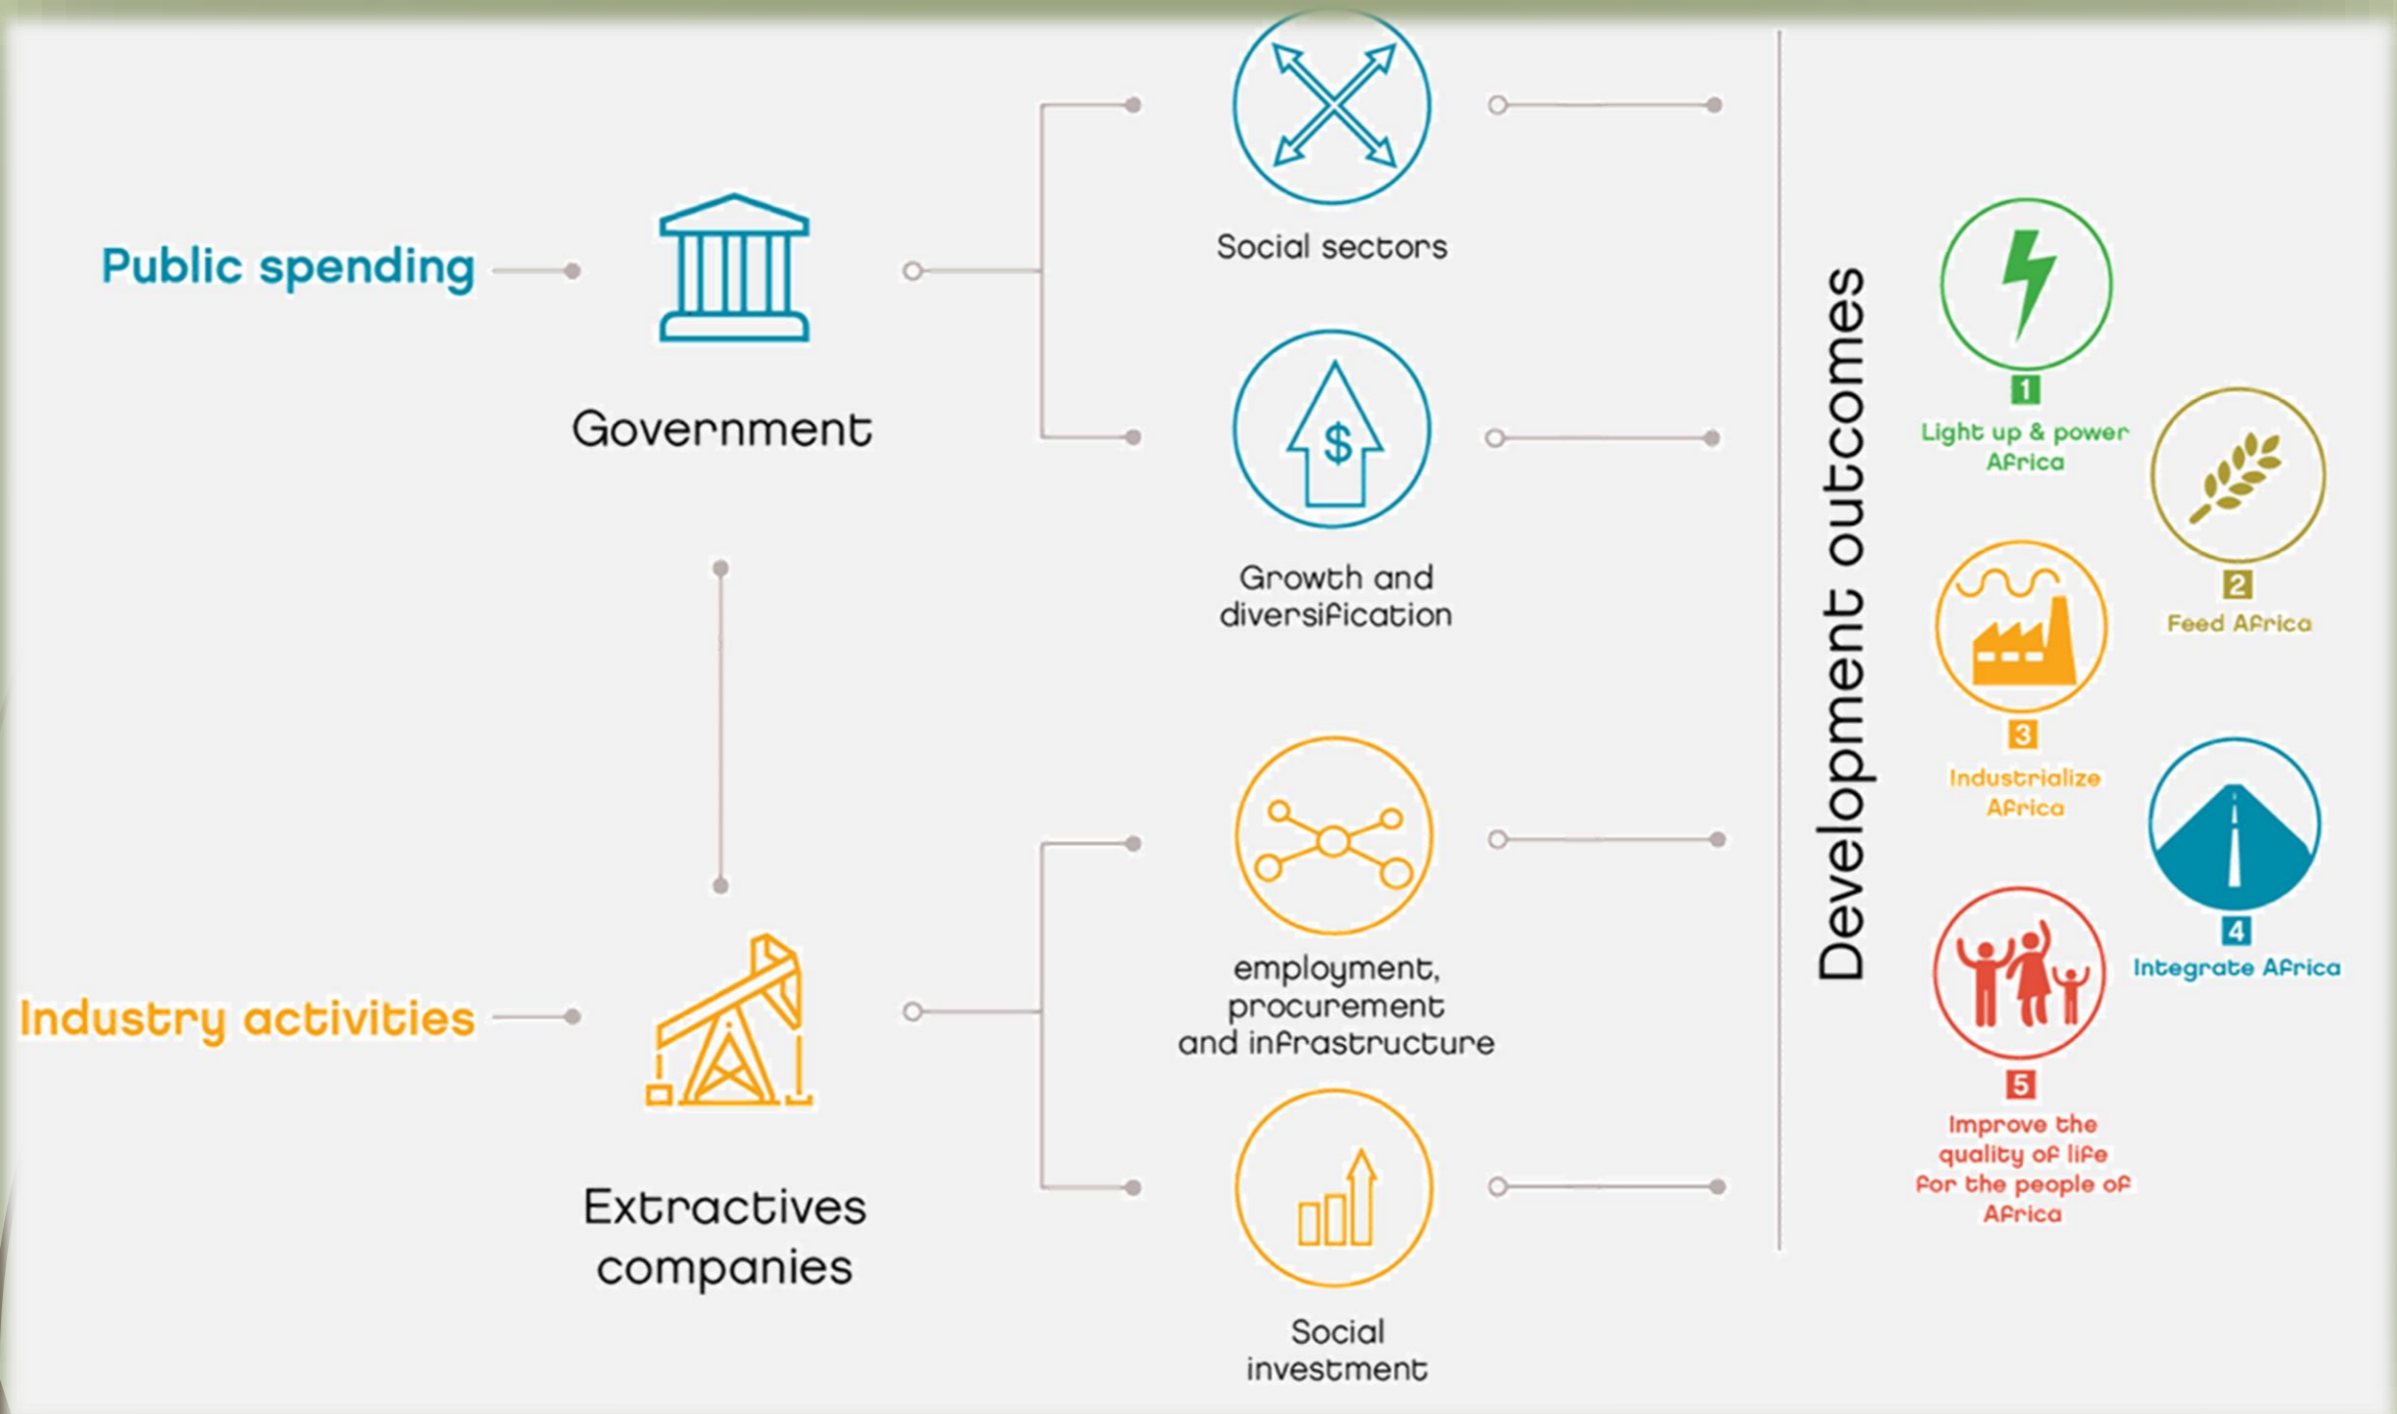 Public spending
Government
Social sectors
$
Growth and
diversification
Industry activities
Extractives
companies
employment,
procurement
and infrastructure
Social
investment
Development outcomes
1
Light up & power
Africa
2
Feed Africa
3
Industrialize
Africa
4
Integrate Africa
5
Improve the
quality of life
for the people of
Africa